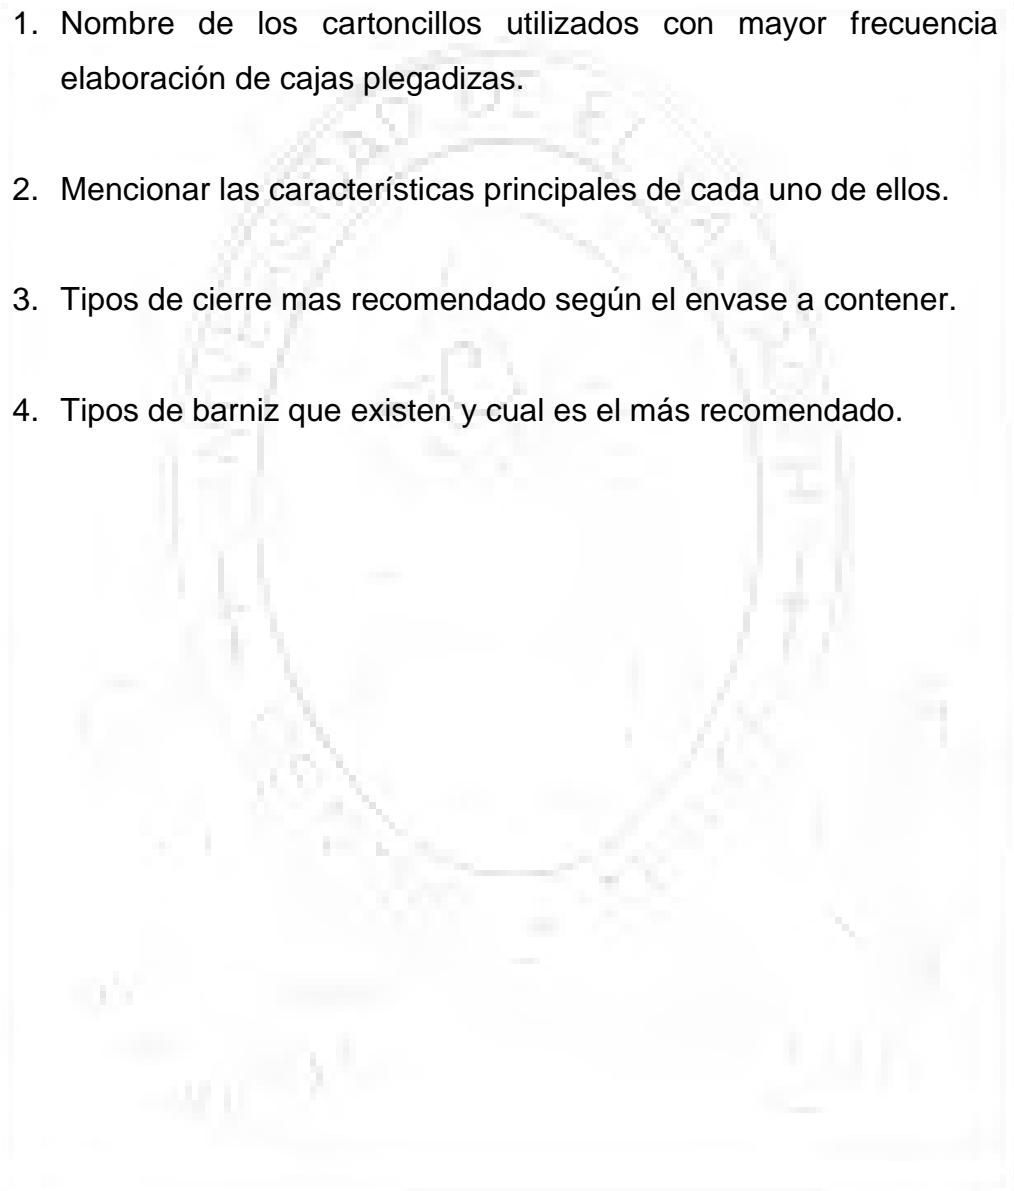 1. Nombre de los cartoncillos utilizados con mayor frecuencia
elaboración de cajas plegadizas.
2. Mencionar las características principales de cada uno de ellos.
3. Tipos de cierre mas recomendado según el envase a contener.
4. Tipos de barniz que existen y cual es el más recomendado.